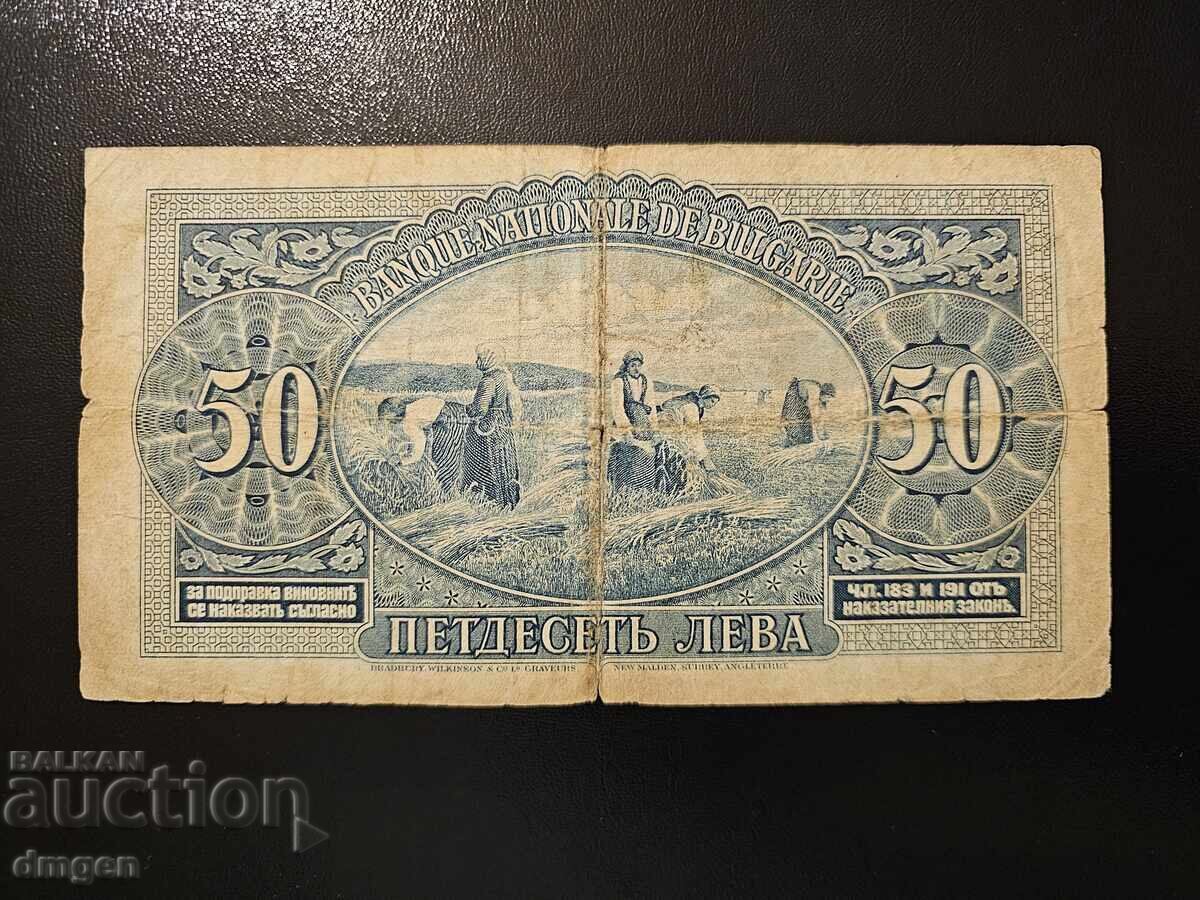 BANQUE NATIONALE DE BULGARIE
50
50
ЗА ПОДПРАВКА ВИНОВНИТѢ
СЕ НАКАЗВАТЪ СЪГЛАСНО
ЧЛ. 183 И 191 ОТЪ
НАКАЗАТЕЛНИЯ ЗАКОНЪ.
ПЕТДЕСЕТЬ ЛЕВА
BRADBURY, WILKINSON & Cº Lᴰ GRAVEURS NEW MALDEN, SURREY, ANGLETERRE
BALKAN
auction
dmgen